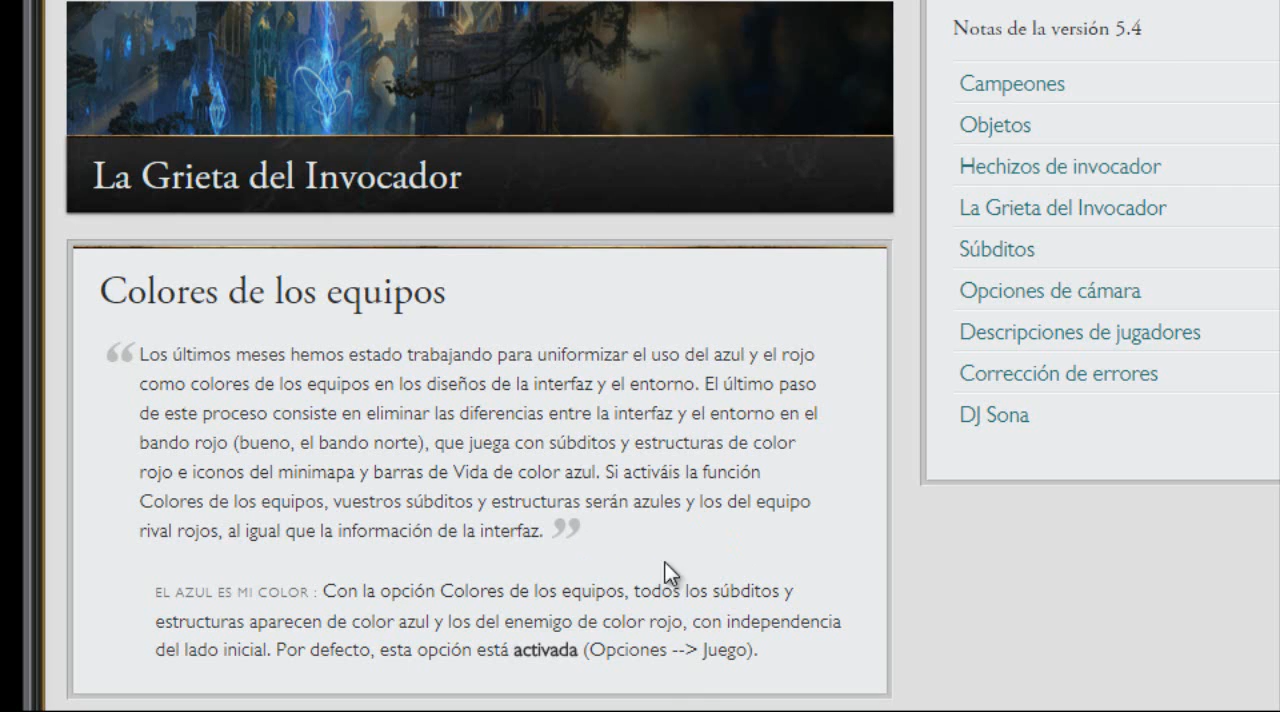 La Grieta del Invocador
Colores de los equipos
“ Los últimos meses hemos estado trabajando para uniformizar el uso del azul y el rojo
como colores de los equipos en los diseños de la interfaz y el entorno. El último paso
de este proceso consiste en eliminar las diferencias entre la interfaz y el entorno en el
bando rojo (bueno, el bando norte), que juega con súbditos y estructuras de color
rojo e iconos del minimapa y barras de Vida de color azul. Si activáis la función
Colores de los equipos, vuestros súbditos y estructuras serán azules y los del equipo
rival rojos, al igual que la información de la interfaz. ”
EL AZUL ES MI COLOR : Con la opción Colores de los equipos, todos los súbditos y
estructuras aparecen de color azul y los del enemigo de color rojo, con independencia
del lado inicial. Por defecto, esta opción está activada (Opciones --> Juego).
Notas de la versión 5.4
Campeones
Objetos
Hechizos de invocador
La Grieta del Invocador
Súbditos
Opciones de cámara
Descripciones de jugadores
Corrección de errores
DJ Sona